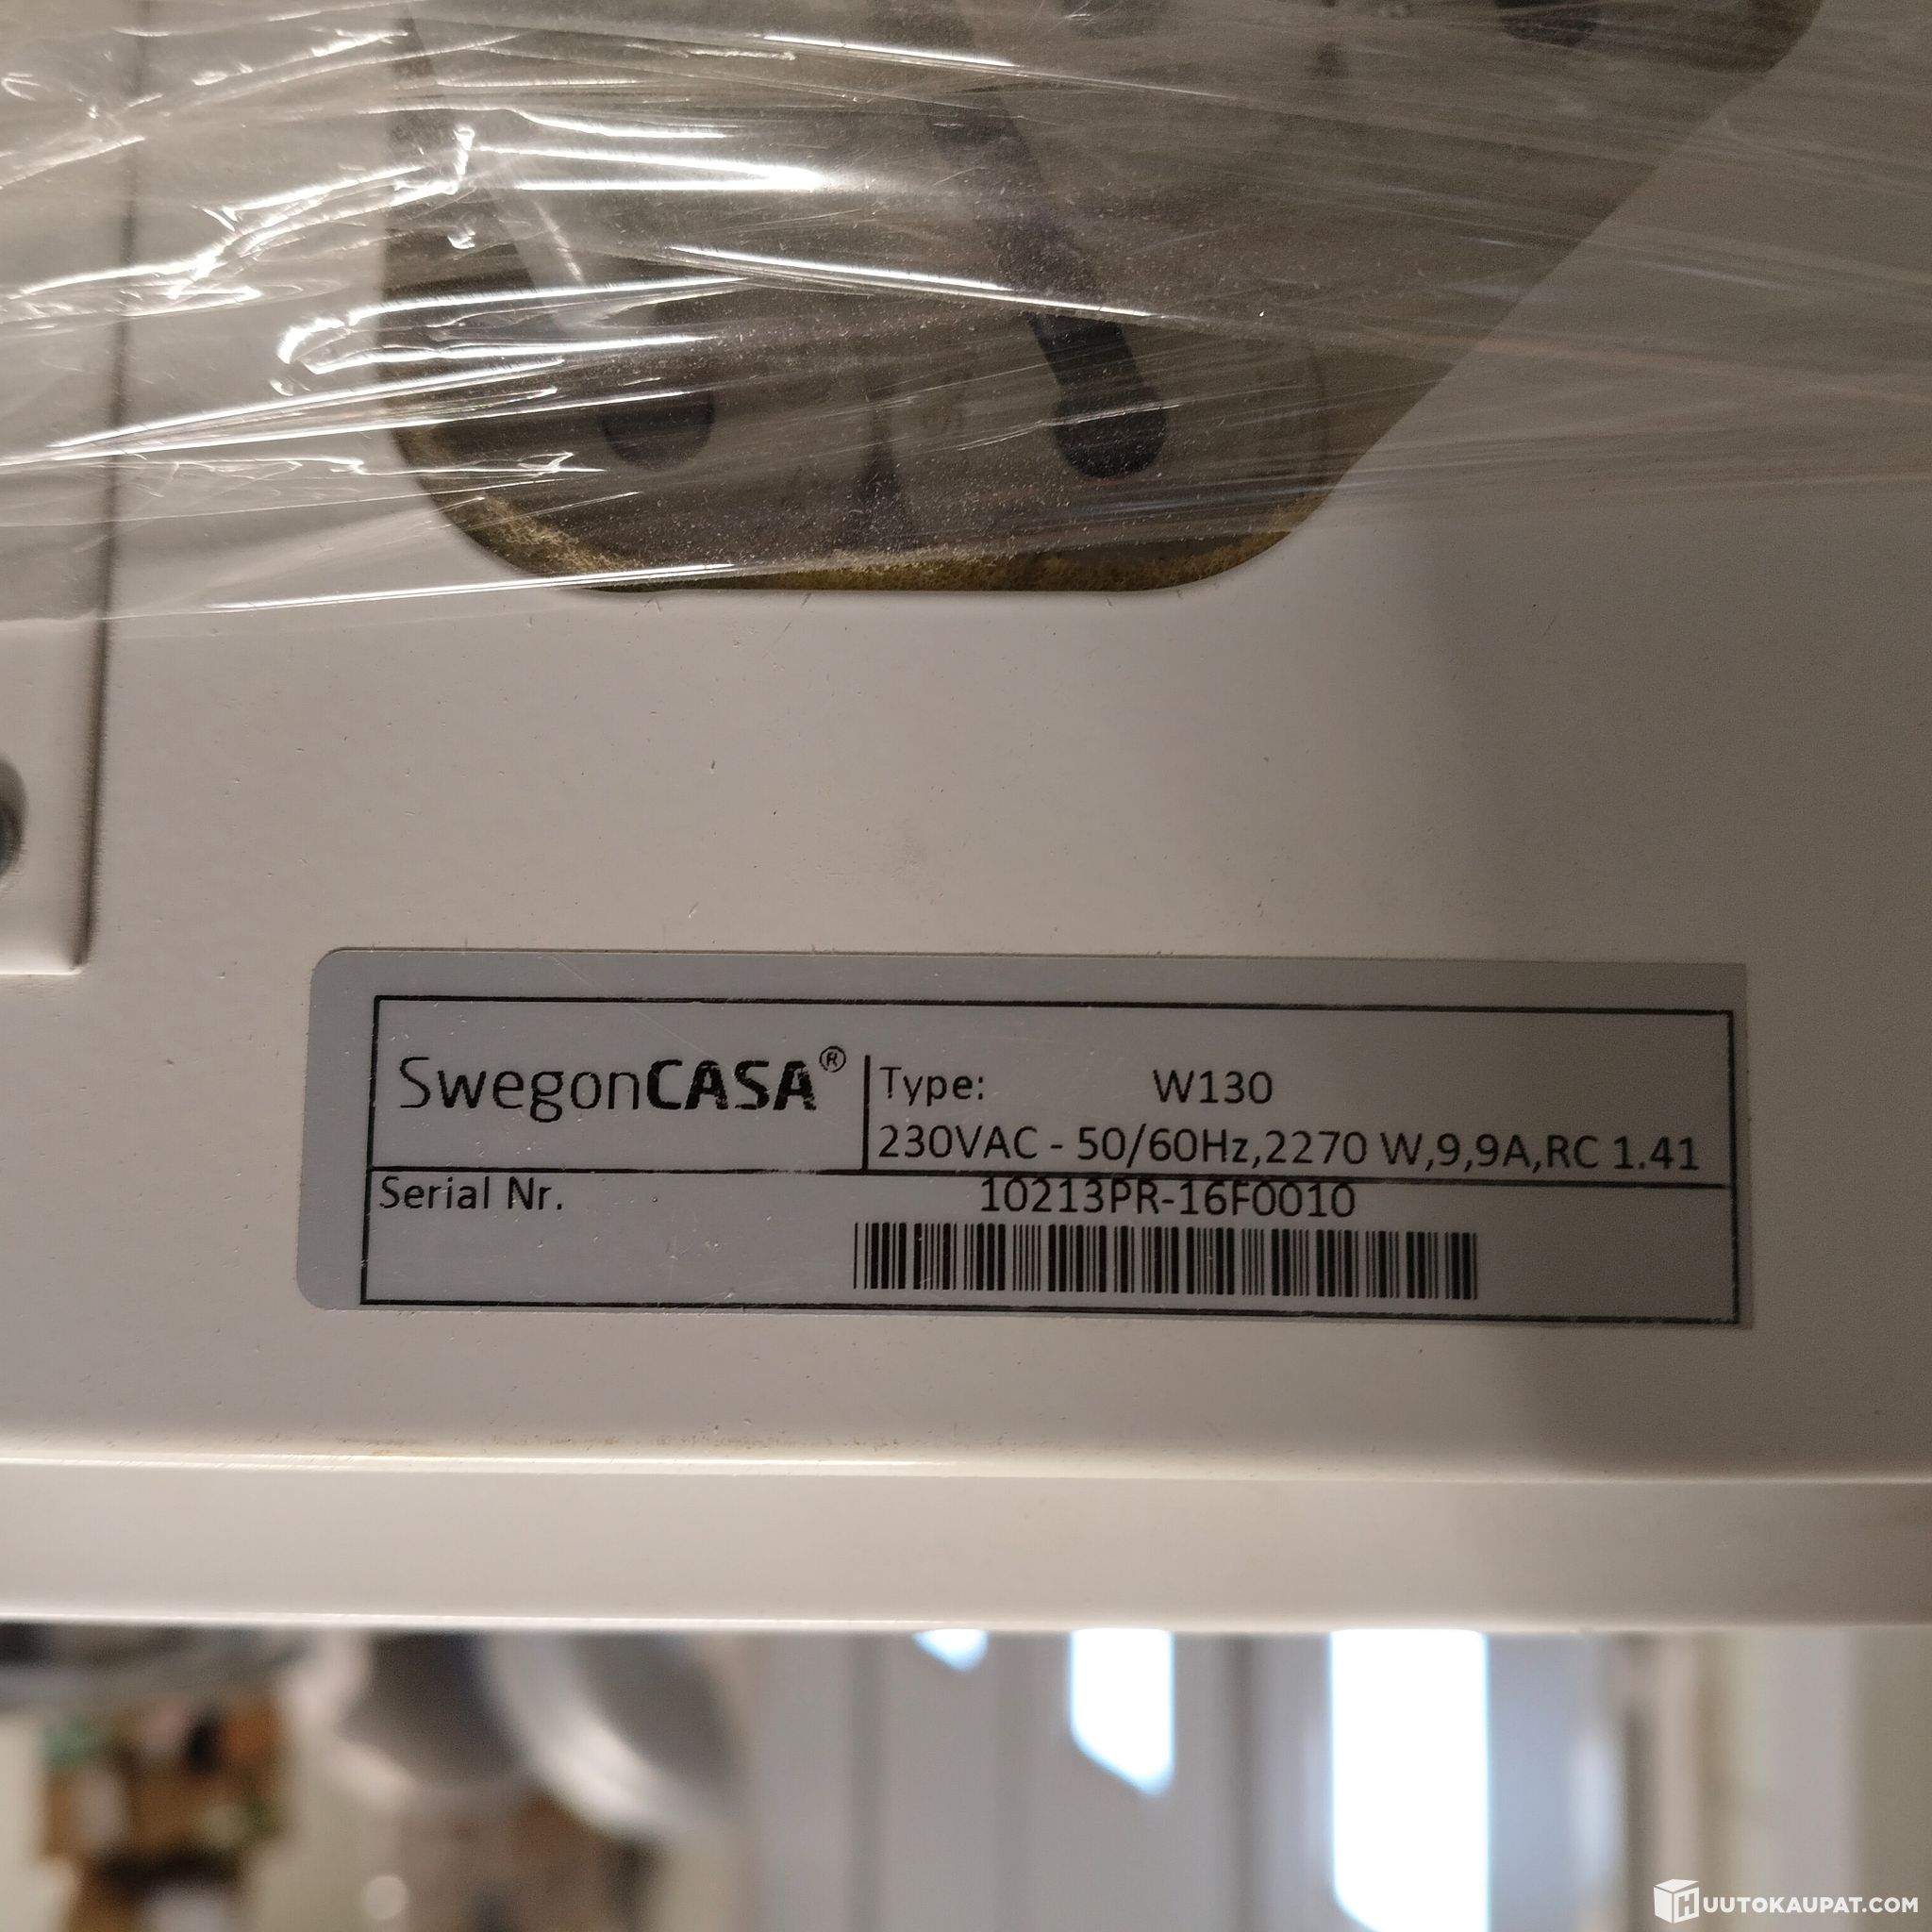 SwegonCASA®
Type: W130
230VAC - 50/60Hz,2270 W,9,9A,RC 1.41
Serial Nr. 10213PR-16F0010
HUUTOKAUPAT.COM